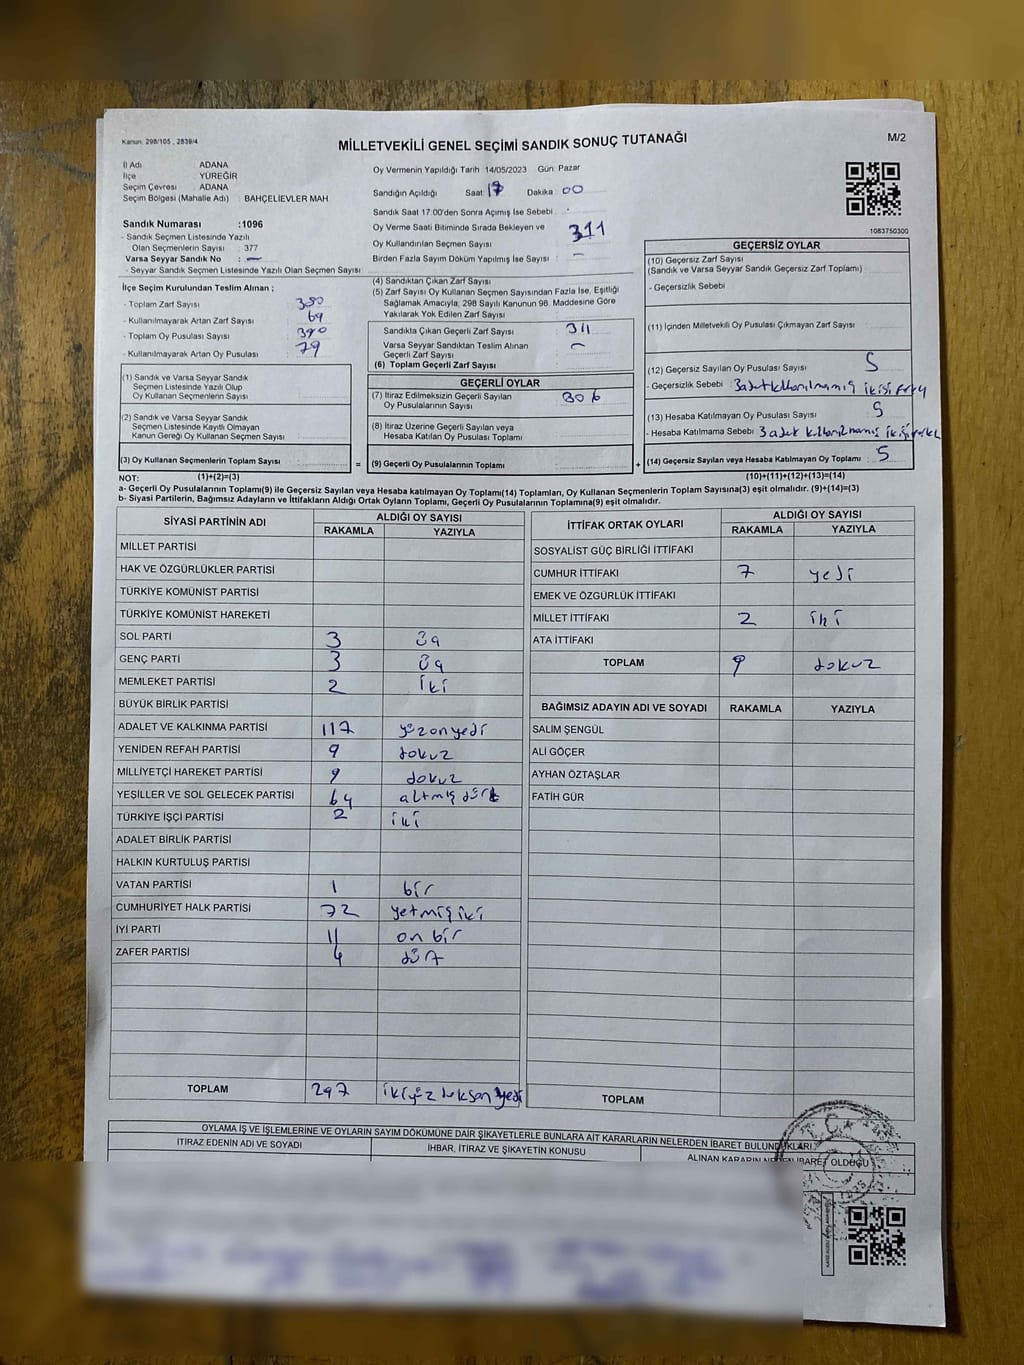 Kanun: 298/105 , 2839/4
MİLLETVEKİLİ GENEL SEÇİMİ SANDIK SONUÇ TUTANAĞI
M/2
İl Adı ADANA
İlçe YÜREĞİR
Seçim Çevresi ADANA
Seçim Bölgesi (Mahalle Adı) : BAHÇELİEVLER MAH
Sandık Numarası :1096
- Sandık Seçmen Listesinde Yazılı
Olan Seçmenlerin Sayısı : 377
Varsa Seyyar Sandık No : —
- Seyyar Sandık Seçmen Listesinde Yazılı Olan Seçmen Sayısı
Oy Vermenin Yapıldığı Tarih 14/05/2023 Gün: Pazar
Sandığın Açıldığı Saat: 17 Dakika : 00
Sandık Saat 17:00'den Sonra Açımış İse Sebebi :
Oy Verme Saati Bitiminde Sırada Bekleyen ve
Oy Kullandırılan Seçmen Sayısı : 311
Birden Fazla Sayım Döküm Yapılmış İse Sayısı : —
1083750300
İlçe Seçim Kurulundan Teslim Alınan ;
- Toplam Zarf Sayısı : 380
- Kullanılmayarak Artan Zarf Sayısı : 69
- Toplam Oy Pusulası Sayısı : 390
- Kullanılmayarak Artan Oy Pusulası : 79
(1) Sandık ve Varsa Seyyar Sandık
Seçmen Listesinde Yazılı Olup
Oy Kullanan Seçmenlerin Sayısı :
(2) Sandık ve Varsa Seyyar Sandık
Seçmen Listesinde Kayıtlı Olmayan
Kanun Gereği Oy Kullanan Seçmen Sayısı :
(3) Oy Kullanan Seçmenlerin Toplam Sayısı :
(1)+(2)=(3)
(4) Sandıktan Çıkan Zarf Sayısı :
(5) Zarf Sayısı Oy Kullanan Seçmen Sayısından Fazla İse, Eşitliği
Sağlamak Amacıyla, 298 Sayılı Kanunun 98. Maddesine Göre
Yakılarak Yok Edilen Zarf Sayısı :
Sandıkta Çıkan Geçerli Zarf Sayısı : 311
Varsa Seyyar Sandıktan Teslim Alınan
Geçerli Zarf Sayısı : —
(6) Toplam Geçerli Zarf Sayısı :
GEÇERLİ OYLAR
(7) İtiraz Edilmeksizin Geçerli Sayılan
Oy Pusulalarının Sayısı : 306
(8) İtiraz Üzerine Geçerli Sayılan veya
Hesaba Katılan Oy Pusulası Toplamı :
= (9) Geçerli Oy Pusulalarının Toplamı :
GEÇERSİZ OYLAR
(10) Geçersiz Zarf Sayısı
(Sandık ve Varsa Seyyar Sandık Geçersiz Zarf Toplamı) :
- Geçersizlik Sebebi :
(11) İçinden Milletvekili Oy Pusulası Çıkmayan Zarf Sayısı :
(12) Geçersiz Sayılan Oy Pusulası Sayısı : 5
- Geçersizlik Sebebi : 3 adet kullanılmamış ikisi
(13) Hesaba Katılmayan Oy Pusulası Sayısı : 5
- Hesaba Katılmama Sebebi : 3 adet kullanılmamış
+ (14) Geçersiz Sayılan veya Hesaba Katılmayan Oy Toplamı : 5
(10)+(11)+(12)+(13)=(14)
NOT:
a- Geçerli Oy Pusulalarının Toplamı(9) ile Geçersiz Sayılan veya Hesaba katılmayan Oy Toplamı(14) Toplamları, Oy Kullanan Seçmenlerin Toplam Sayısına(3) eşit olmalıdır. (9)+(14)=(3)
b- Siyasi Partilerin, Bağımsız Adayların ve İttifakların Aldığı Ortak Oyların Toplamı, Geçerli Oy Pusulalarının Toplamına(9) eşit olmalıdır.
SİYASİ PARTİNİN ADI ALDIĞI OY SAYISI
RAKAMLA YAZIYLA
MİLLET PARTİSİ
HAK VE ÖZGÜRLÜKLER PARTİSİ
TÜRKİYE KOMÜNİST PARTİSİ
TÜRKİYE KOMÜNİST HAREKETİ
SOL PARTİ 3 üç
GENÇ PARTİ 3 üç
MEMLEKET PARTİSİ 2 iki
BÜYÜK BİRLİK PARTİSİ
ADALET VE KALKINMA PARTİSİ 117 yüzonyedi
YENİDEN REFAH PARTİSİ 9 dokuz
MİLLİYETÇİ HAREKET PARTİSİ 9 dokuz
YEŞİLLER VE SOL GELECEK PARTİSİ 64 altmış dört
TÜRKİYE İŞÇİ PARTİSİ 2 iki
ADALET BİRLİK PARTİSİ
HALKIN KURTULUŞ PARTİSİ
VATAN PARTİSİ 1 bir
CUMHURİYET HALK PARTİSİ 72 yetmiş iki
İYİ PARTİ 11 on bir
ZAFER PARTİSİ 4 dört
TOPLAM 297 ikiyüz doksan yedi
İTTİFAK ORTAK OYLARI ALDIĞI OY SAYISI
RAKAMLA YAZIYLA
SOSYALİST GÜÇ BİRLİĞİ İTTİFAKI
CUMHUR İTTİFAKI 7 yedi
EMEK VE ÖZGÜRLÜK İTTİFAKI
MİLLET İTTİFAKI 2 iki
ATA İTTİFAKI
TOPLAM 9 dokuz
BAĞIMSIZ ADAYIN ADI VE SOYADI RAKAMLA YAZIYLA
SALİM ŞENGÜL
ALİ GÖÇER
AYHAN ÖZTAŞLAR
FATİH GÜR
TOPLAM
OYLAMA İŞ VE İŞLEMLERİNE VE OYLARIN SAYIM DÖKÜMÜNE DAİR ŞİKAYETLERLE BUNLARA AİT KARARLARIN NELERDEN İBARET BULUNDUKLARI
İTİRAZ EDENİN ADI VE SOYADI İHBAR, İTİRAZ VE ŞİKAYETİN KONUSU ALINAN KARARIN NEDEN İBARET OLDUĞU
T.C.